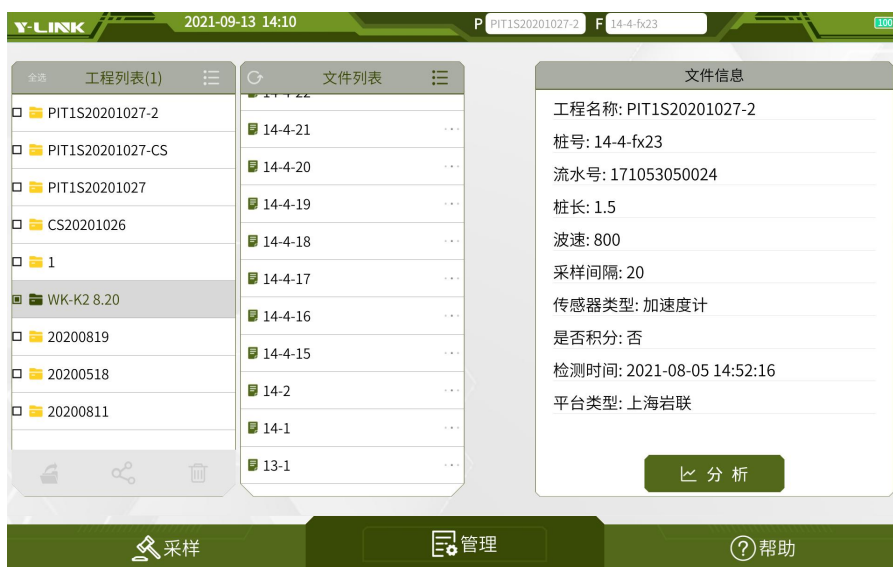 Y-LINK
2021-09-13 14:10
P PIT1S20201027-2 F 14-4-fx23
100
全选 工程列表(1)
PIT1S20201027-2
PIT1S20201027-CS
PIT1S20201027
CS20201026
1
WK-K2 8.20
20200819
20200518
20200811
文件列表
14-4-22
14-4-21
14-4-20
14-4-19
14-4-18
14-4-17
14-4-16
14-4-15
14-2
14-1
13-1
文件信息
工程名称: PIT1S20201027-2
桩号: 14-4-fx23
流水号: 171053050024
桩长: 1.5
波速: 800
采样间隔: 20
传感器类型: 加速度计
是否积分: 否
检测时间: 2021-08-05 14:52:16
平台类型: 上海岩联
分析
采样
管理
帮助